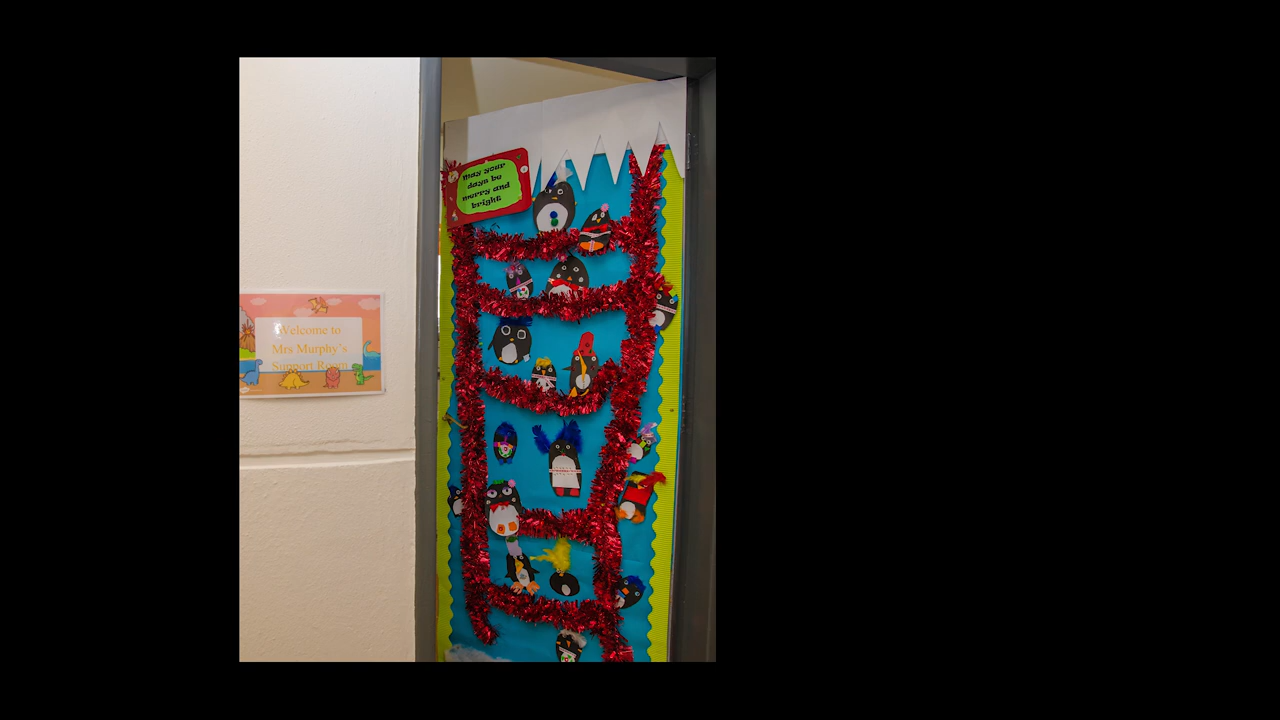 May your
days be
merry and
bright
Welcome to
Mrs Murphy's
Support Room